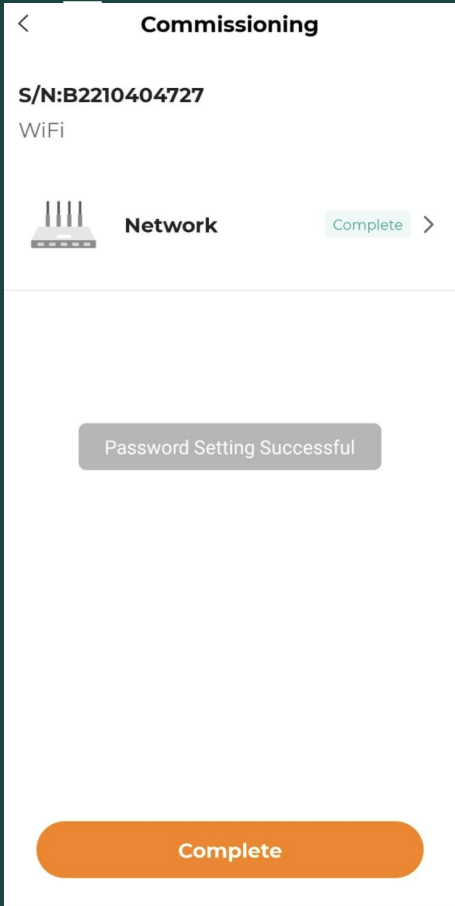 Commissioning
S/N:B2210404727
WiFi
Network
Complete
Password Setting Successful
Complete